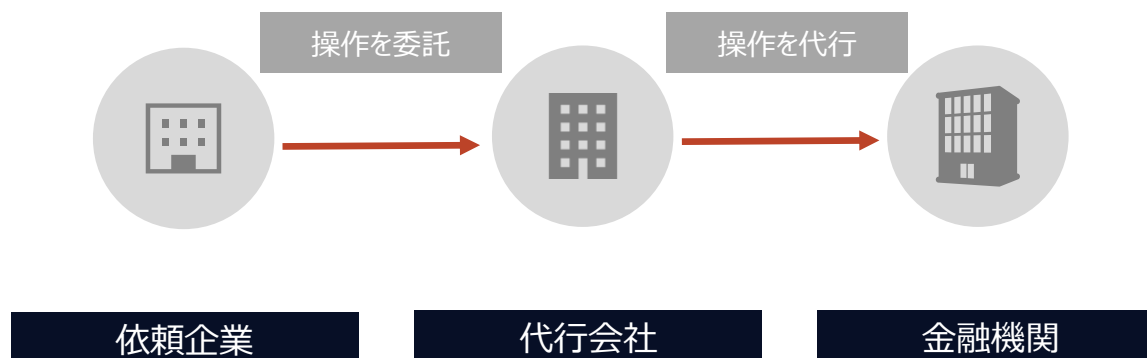 操作を委託
操作を代行
依頼企業
代行会社
金融機関